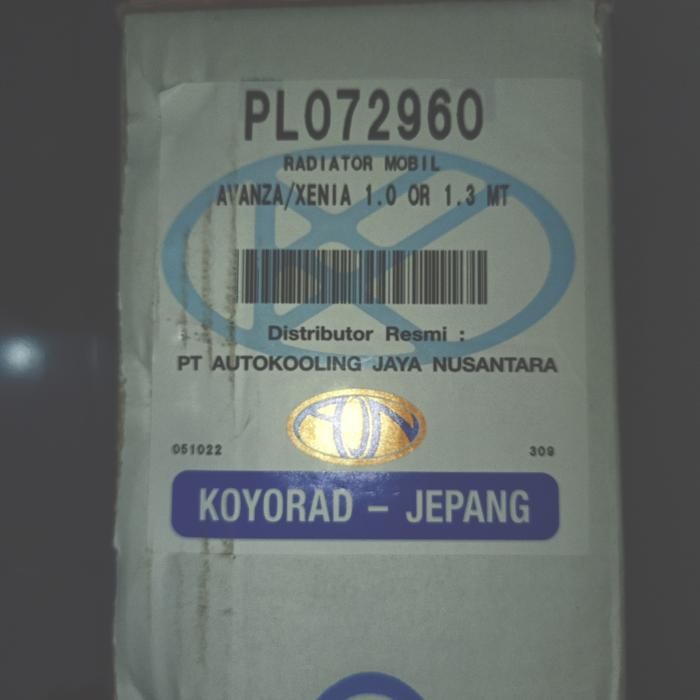 PL072960
RADIATOR MOBIL
AVANZA/XENIA 1.0 OR 1.3 MT
Distributor Resmi :
PT AUTOKOOLING JAYA NUSANTARA
AJN
051022 309
KOYORAD – JEPANG